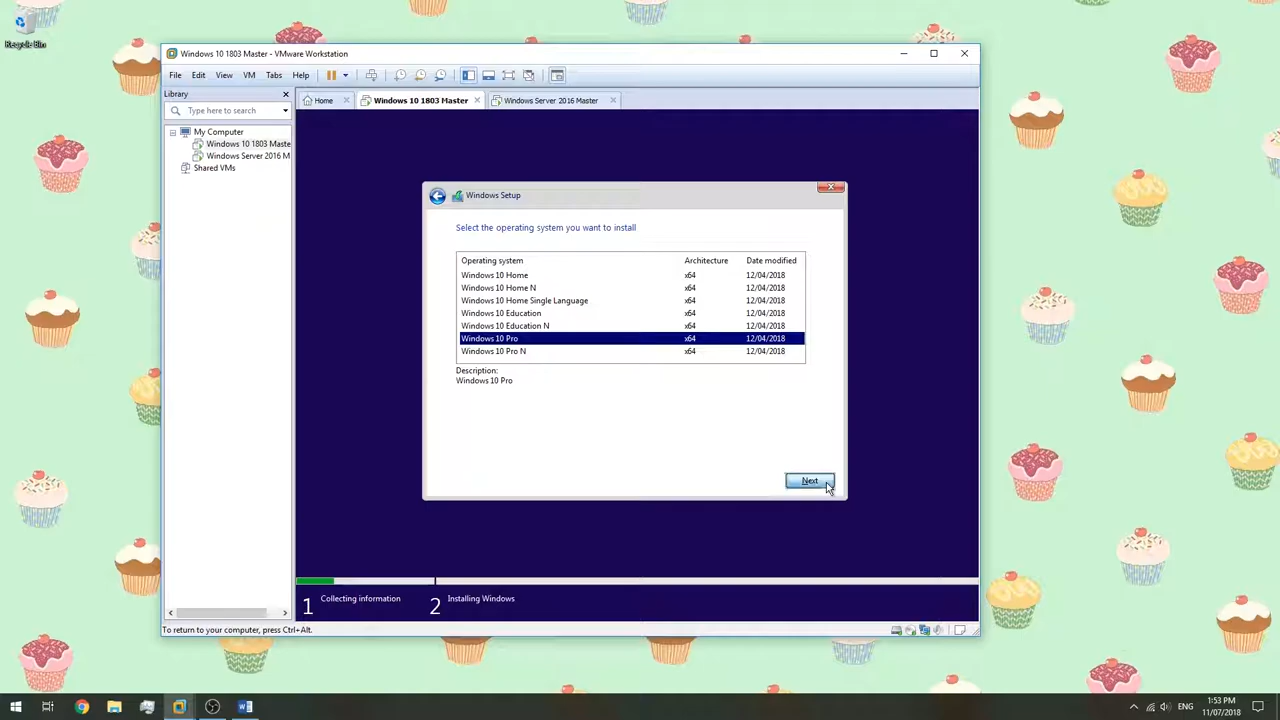 Recycle Bin
Windows 10 1803 Master - VMware Workstation
File Edit View VM Tabs Help
Library
Type here to search
My Computer
Windows 10 1803 Maste
Windows Server 2016 M
Shared VMs
Home
Windows 10 1803 Master
Windows Server 2016 Master
Windows Setup
Select the operating system you want to install
Operating system Architecture Date modified
Windows 10 Home x64 12/04/2018
Windows 10 Home N x64 12/04/2018
Windows 10 Home Single Language x64 12/04/2018
Windows 10 Education x64 12/04/2018
Windows 10 Education N x64 12/04/2018
Windows 10 Pro x64 12/04/2018
Windows 10 Pro N x64 12/04/2018
Description:
Windows 10 Pro
Next
1 Collecting information
2 Installing Windows
To return to your computer, press Ctrl+Alt.
ENG
1:53 PM
11/07/2018